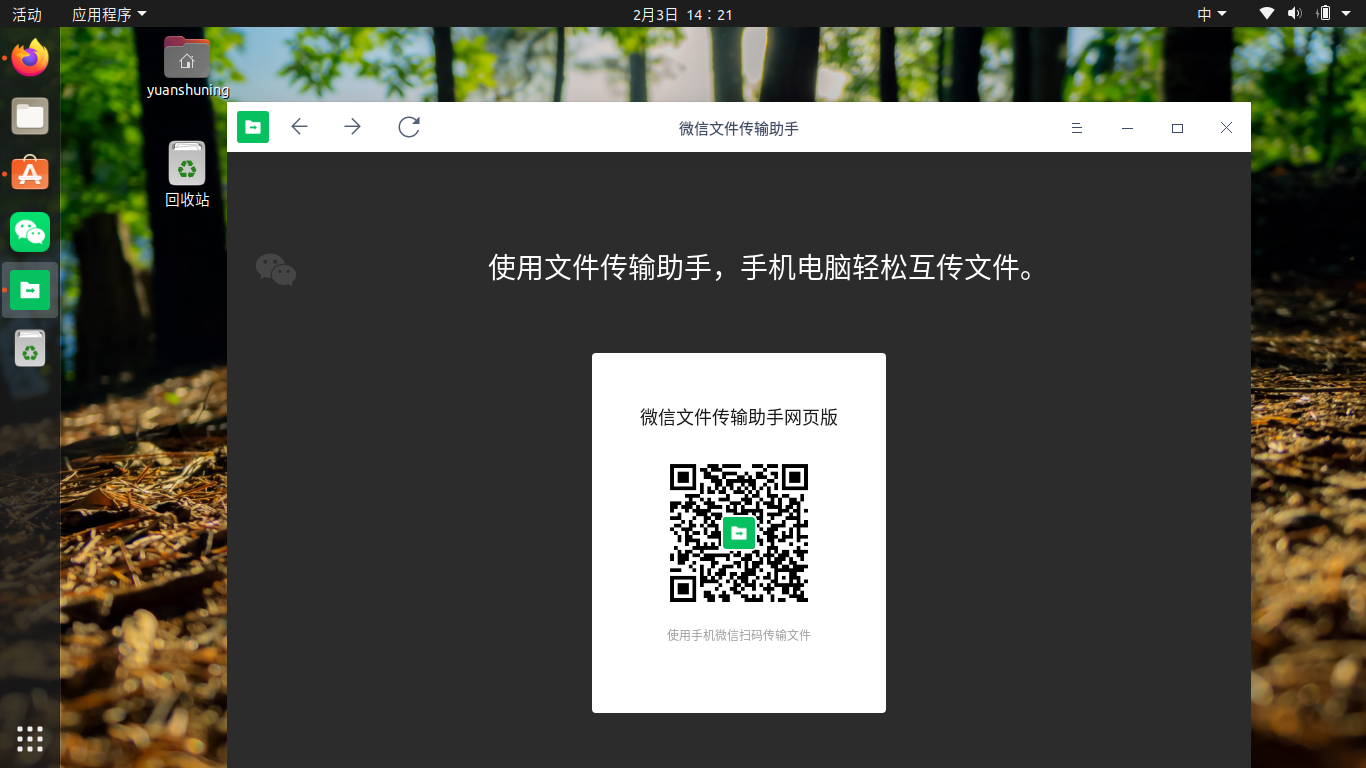 活动 应用程序 2月3日 14：21 中
yuanshuning
回收站
微信文件传输助手
使用文件传输助手，手机电脑轻松互传文件。
微信文件传输助手网页版
使用手机微信扫码传输文件